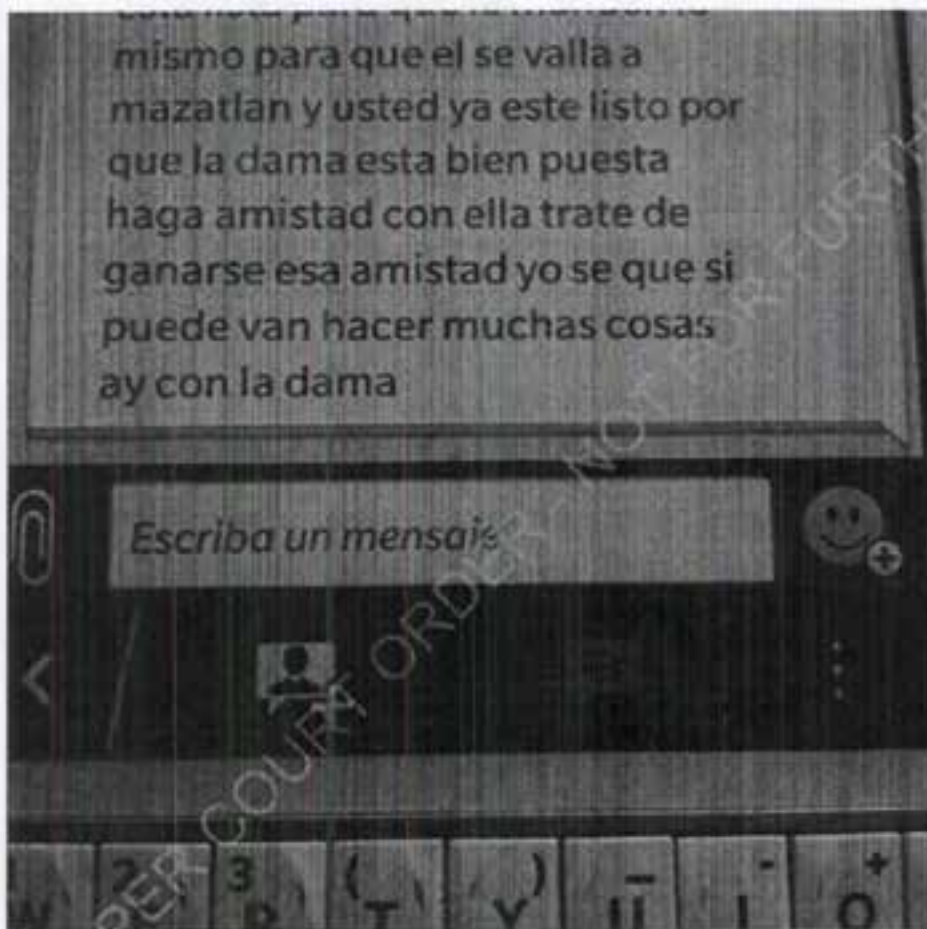 mismo para que el se valla a
mazatlan y usted ya este listo por
que la dama esta bien puesta
haga amistad con ella trate de
ganarse esa amistad yo se que si
puede van hacer muchas cosas
ay con la dama
Escriba un mensaje
PER COURT ORDER - NOT FOR
W 2 3 R ( T ) Y _ U - I + O